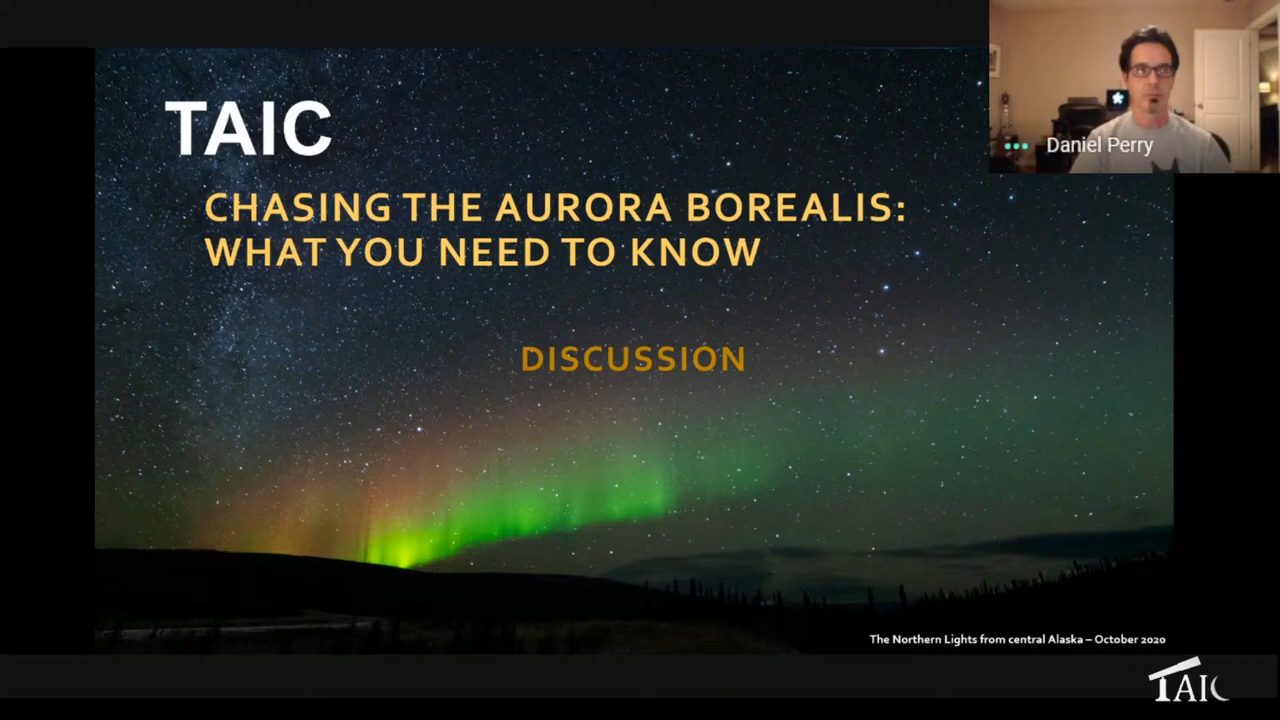 TAIC
CHASING THE AURORA BOREALIS:
WHAT YOU NEED TO KNOW
DISCUSSION
Daniel Perry
The Northern Lights from central Alaska – October 2020
TAIC